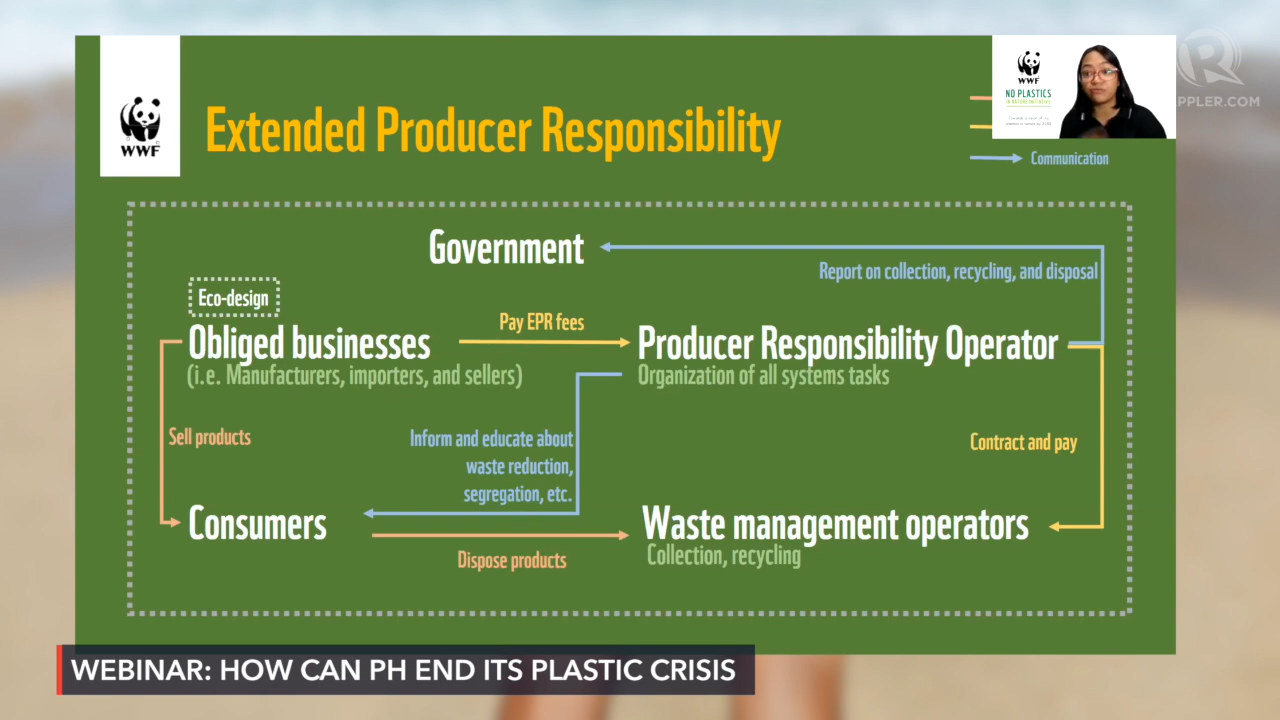 WWF
Extended Producer Responsibility
WWF
NO PLASTICS
IN NATURE INITIATIVE
APPLER.COM
Communication
Government
Report on collection, recycling, and disposal
Eco-design
Obliged businesses
(i.e. Manufacturers, importers, and sellers)
Pay EPR fees
Producer Responsibility Operator
Organization of all systems tasks
Sell products
Inform and educate about
waste reduction,
segregation, etc.
Contract and pay
Consumers
Dispose products
Waste management operators
Collection, recycling
WEBINAR: HOW CAN PH END ITS PLASTIC CRISIS